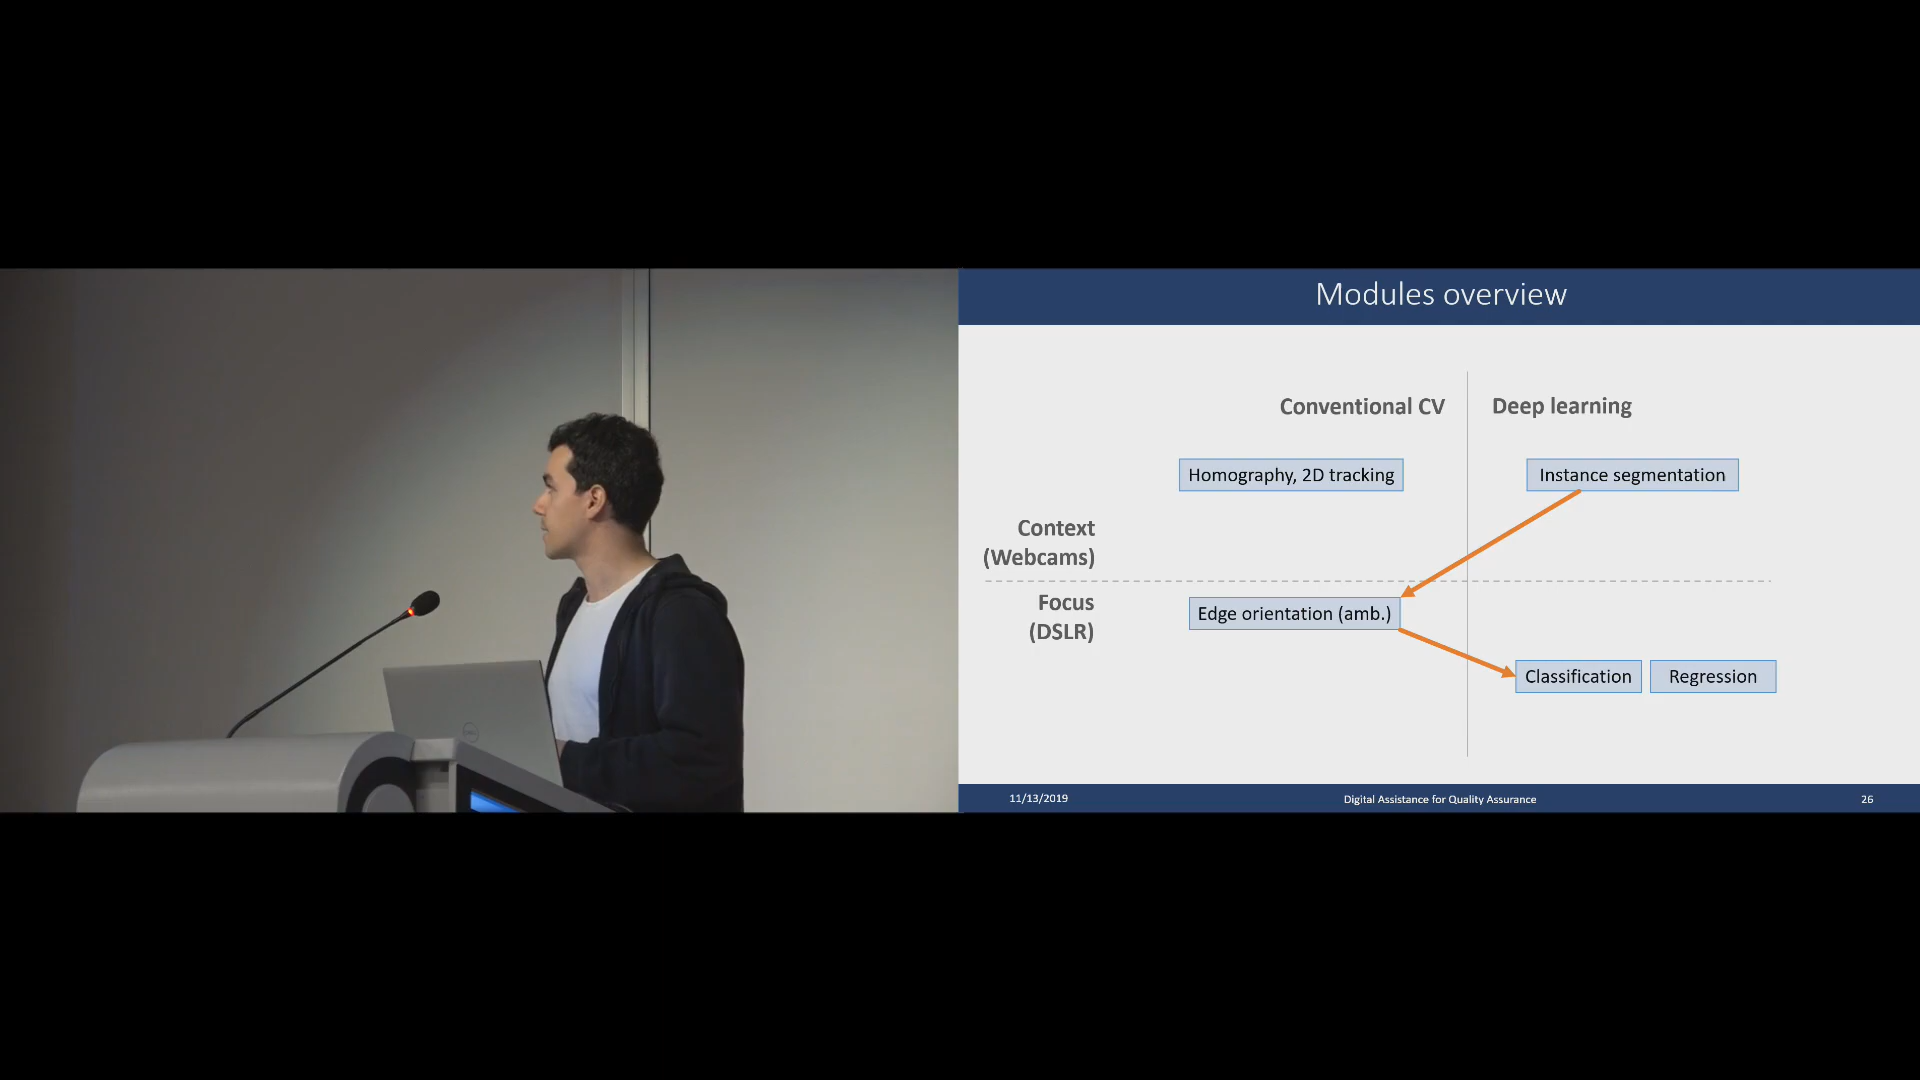 Modules overview
Conventional CV
Deep learning
Homography, 2D tracking
Instance segmentation
Context
(Webcams)
Focus
(DSLR)
Edge orientation (amb.)
Classification
Regression
11/13/2019
Digital Assistance for Quality Assurance
26